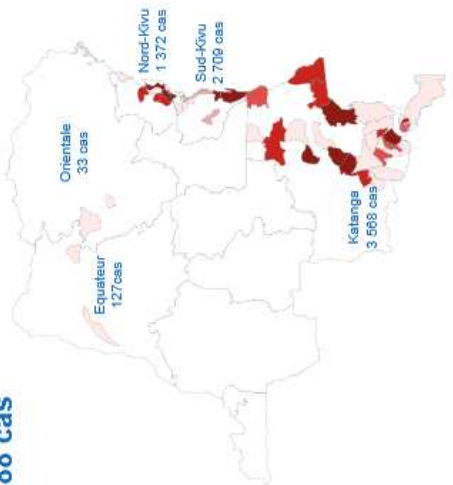 cas
Orientale
33 cas
Equateur
127cas
Nord-Kivu
1 372 cas
Sud-Kivu
2 709 cas
Katanga
3 568 cas